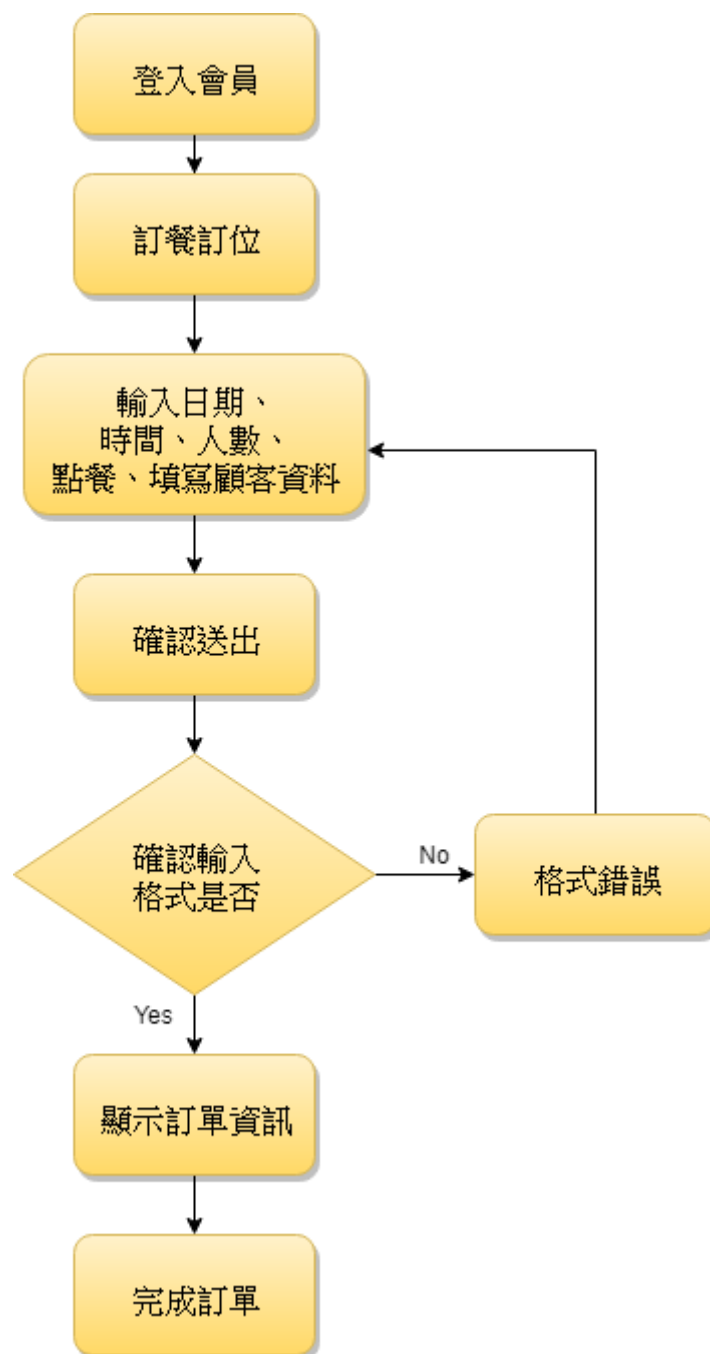 登入會員
訂餐訂位
輸入日期、
時間、人數、
點餐、填寫顧客資料
確認送出
確認輸入
格式是否
No
格式錯誤
Yes
顯示訂單資訊
完成訂單